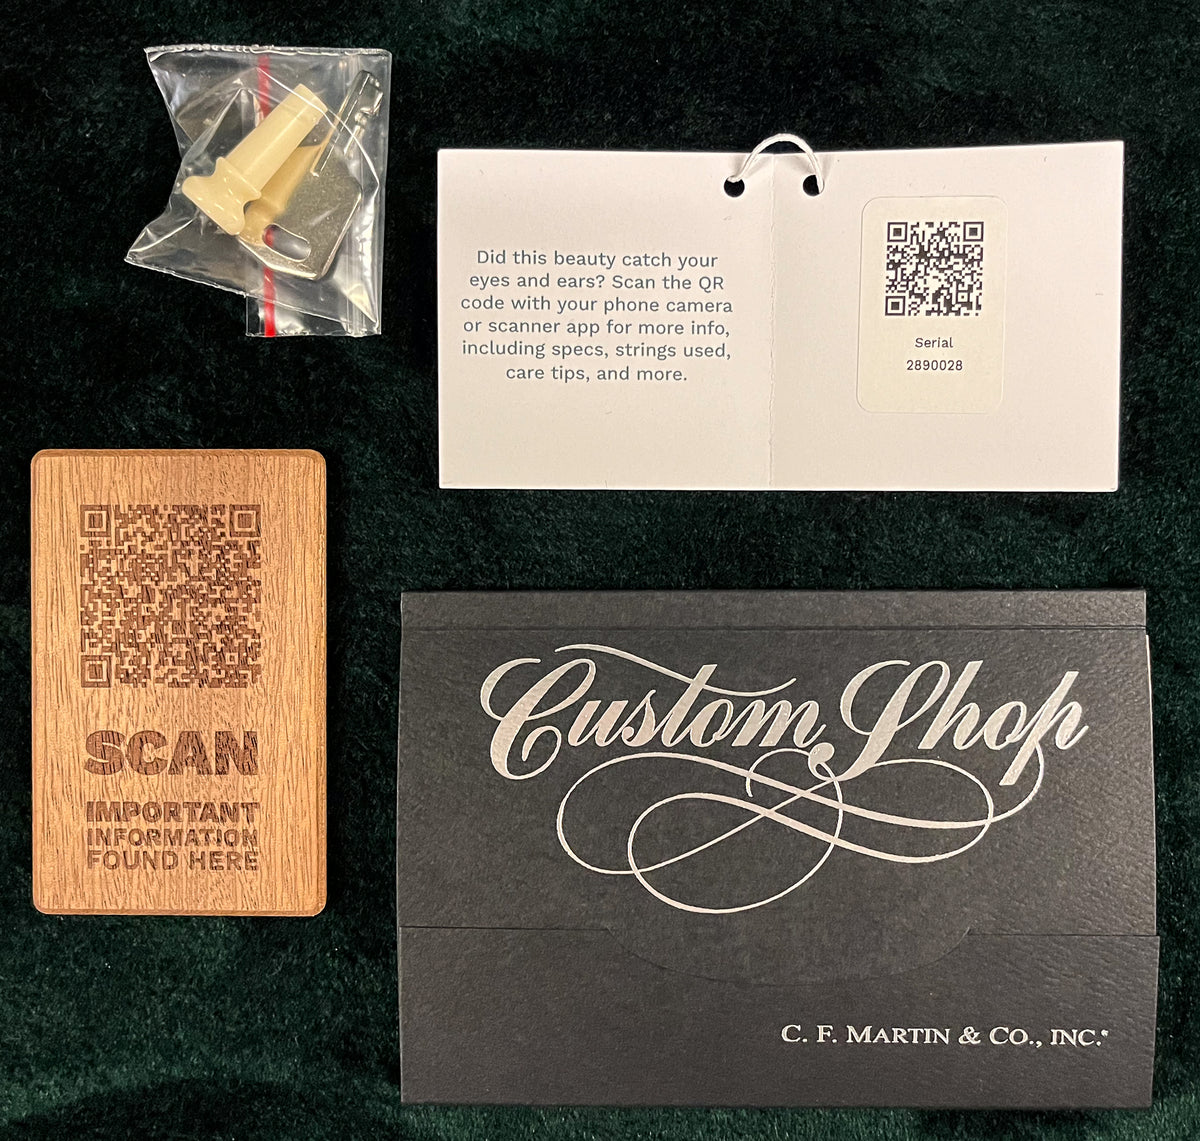 Did this beauty catch your
eyes and ears? Scan the QR
code with your phone camera
or scanner app for more info,
including specs, strings used,
care tips, and more.
Serial
2890028
SCAN
IMPORTANT
INFORMATION
FOUND HERE
Custom Shop
C. F. MARTIN & CO., INC.®